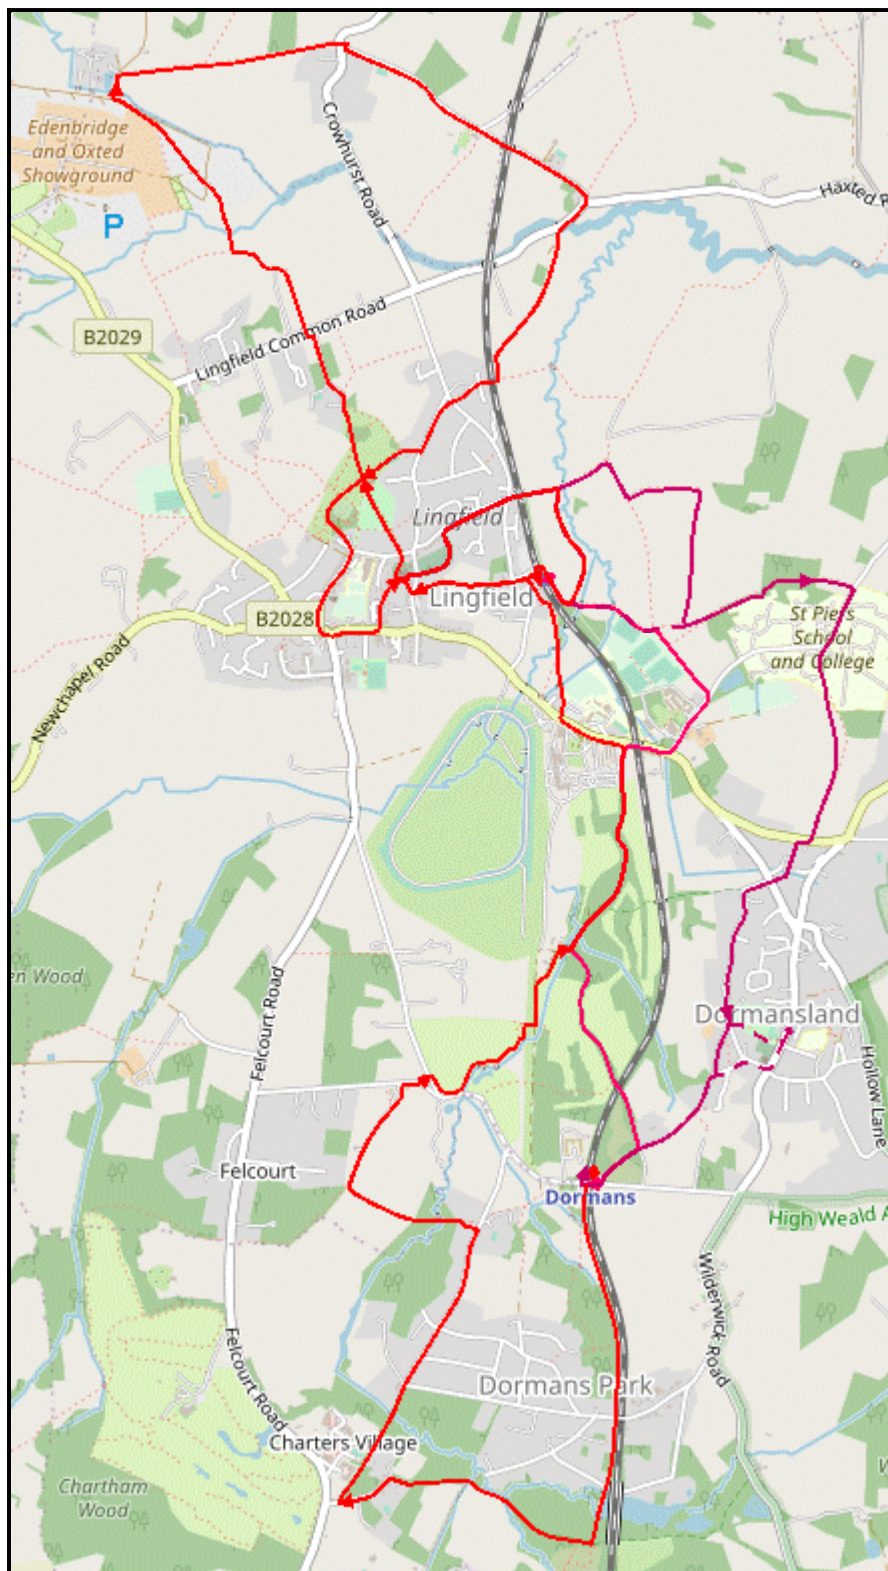 Edenbridge
and Oxted
Showground
P
Crowhurst Road
Haxted R
B2029
Lingfield Common Road
Lingfield
Lingfield
B2028
St Piers
School
and College
Newchapel Road
en Wood
Felcourt Road
Dormansland
Hollow Lane
Felcourt
Dormans
High Weald A
Wilderwick Road
Felcourt Road
Dormans Park
Charters Village
Chartham
Wood
W